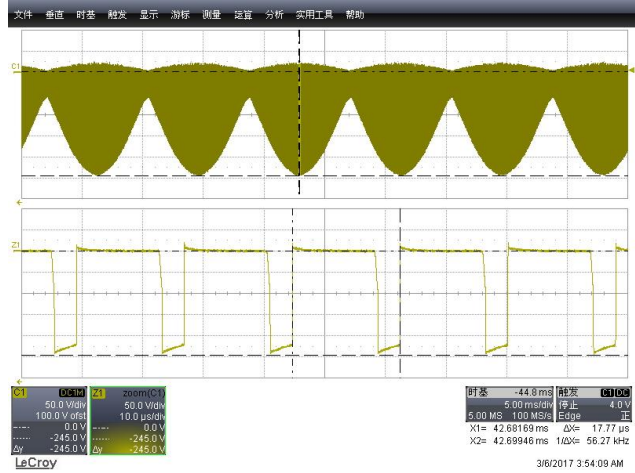 文件 垂直 时基 触发 显示 游标 测量 运算 分析 实用工具 帮助
C1
Z1
C1 DC1M
50.0 V/div
100.0 V ofst
0.0 V
-245.0 V
Δy -245.0 V
Z1 zoom(C1)
50.0 V/div
10.0 µs/div
0.0 V
-245.0 V
Δy -245.0 V
时基 -44.8 ms
5.00 ms/div
5.00 MS 100 MS/s
触发 C1 DC
停止 4.0 V
Edge 正
X1= 42.68169 ms ΔX= 17.77 µs
X2= 42.69946 ms 1/ΔX= 56.27 kHz
LeCroy
3/6/2017 3:54:09 AM